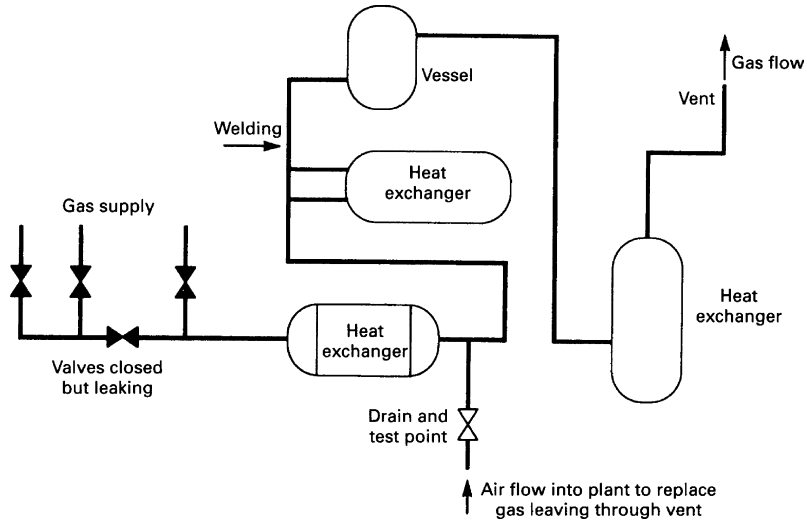 Vessel
Gas flow
Vent
Welding
Heat
exchanger
Gas supply
Heat
exchanger
Heat
exchanger
Valves closed
but leaking
Drain and
test point
Air flow into plant to replace
gas leaving through vent